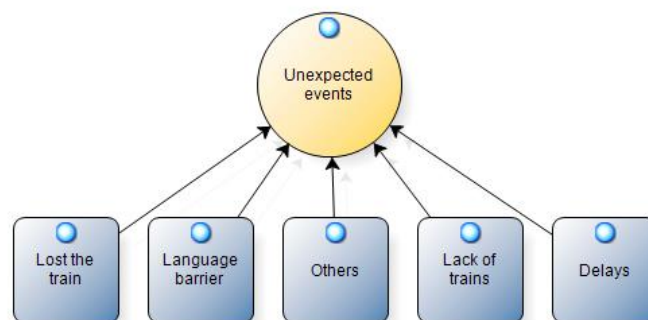 Unexpected
events
Lost the
train
Language
barrier
Others
Lack of
trains
Delays